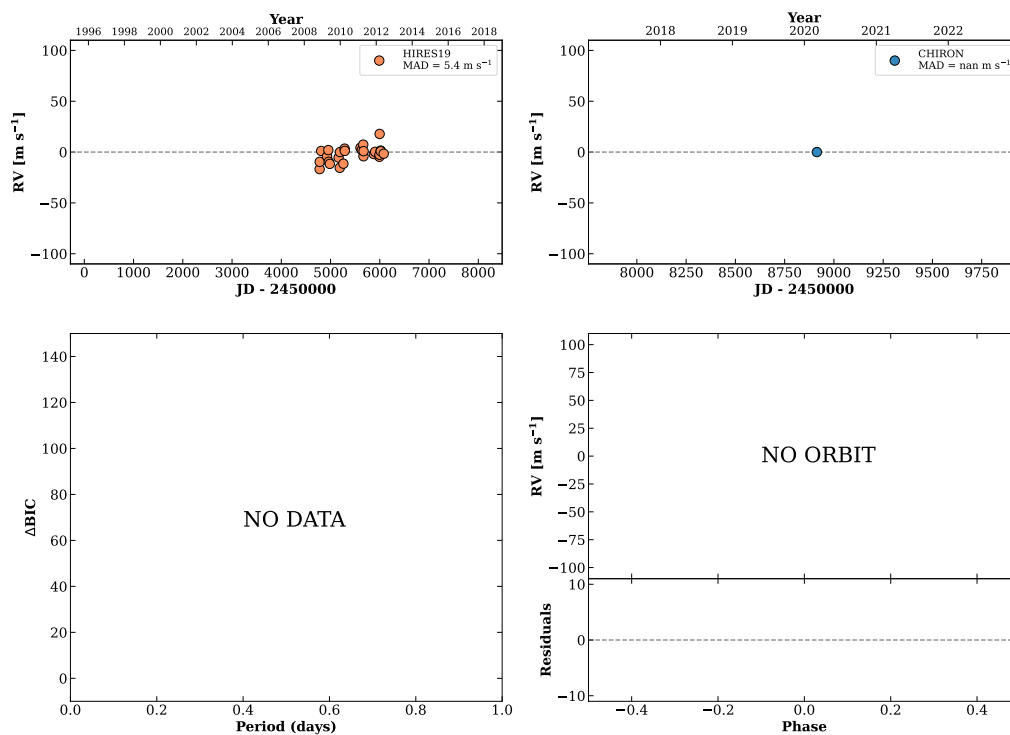 Year
1996 1998 2000 2002 2004 2006 2008 2010 2012 2014 2016 2018
HIRES19
MAD = 5.4 m s⁻¹
100
50
0
−50
−100
RV [m s⁻¹]
0 1000 2000 3000 4000 5000 6000 7000 8000
JD - 2450000
Year
2018 2019 2020 2021 2022
CHIRON
MAD = nan m s⁻¹
100
50
0
−50
−100
RV [m s⁻¹]
8000 8250 8500 8750 9000 9250 9500 9750
JD - 2450000
140
120
100
80
60
40
20
0
ΔBIC
NO DATA
0.0 0.2 0.4 0.6 0.8 1.0
Period (days)
100
75
50
25
0
−25
−50
−75
−100
RV [m s⁻¹]
NO ORBIT
10
0
−10
Residuals
−0.4 −0.2 0.0 0.2 0.4
Phase